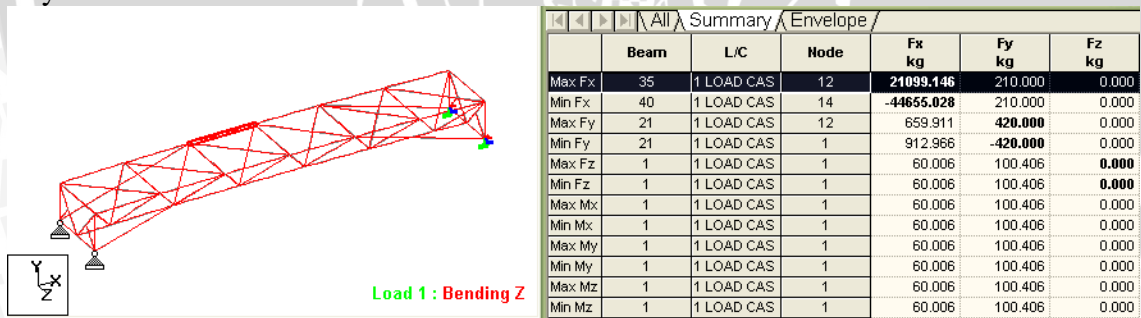 All Summary Envelope
Beam L/C Node Fx kg Fy kg Fz kg
Max Fx 35 1 LOAD CAS 12 21099.146 210.000 0.000
Min Fx 40 1 LOAD CAS 14 -44655.028 210.000 0.000
Max Fy 21 1 LOAD CAS 12 659.911 420.000 0.000
Min Fy 21 1 LOAD CAS 1 912.966 -420.000 0.000
Max Fz 1 1 LOAD CAS 1 60.006 100.406 0.000
Min Fz 1 1 LOAD CAS 1 60.006 100.406 0.000
Max Mx 1 1 LOAD CAS 1 60.006 100.406 0.000
Min Mx 1 1 LOAD CAS 1 60.006 100.406 0.000
Max My 1 1 LOAD CAS 1 60.006 100.406 0.000
Min My 1 1 LOAD CAS 1 60.006 100.406 0.000
Max Mz 1 1 LOAD CAS 1 60.006 100.406 0.000
Min Mz 1 1 LOAD CAS 1 60.006 100.406 0.000
Y
X
Z
Load 1 : Bending Z